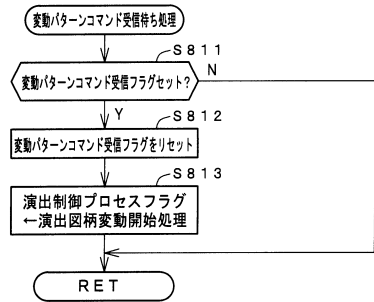 変動パターンコマンド受信待ち処理
S811
変動パターンコマンド受信フラグセット?
N
Y
S812
変動パターンコマンド受信フラグをリセット
S813
演出制御プロセスフラグ
←演出図柄変動開始処理
RET